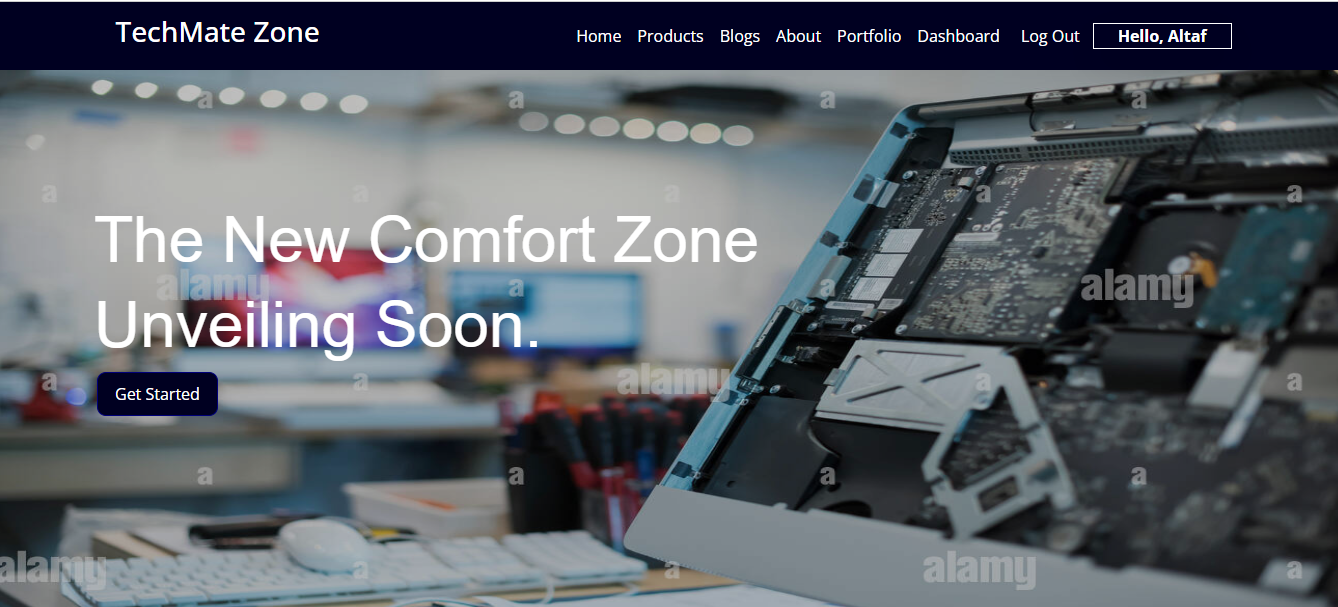 TechMate Zone
Home Products Blogs About Portfolio Dashboard Log Out Hello, Altaf
a a a a
a a a a
The New Comfort Zone
alamy a a alamy
Unveiling Soon.
a a alamy a a
Get Started
a a a a
alamy a a alamy a